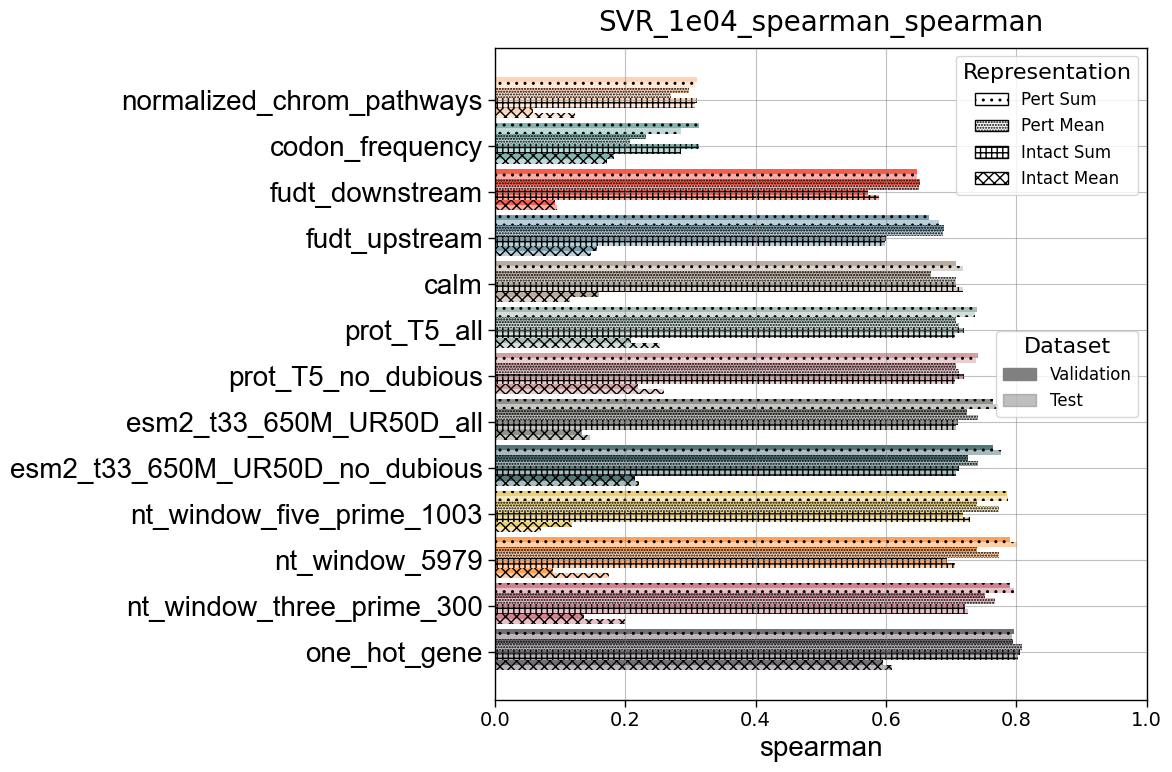 SVR_1e04_spearman_spearman
normalized_chrom_pathways
codon_frequency
fudt_downstream
fudt_upstream
calm
prot_T5_all
prot_T5_no_dubious
esm2_t33_650M_UR50D_all
esm2_t33_650M_UR50D_no_dubious
nt_window_five_prime_1003
nt_window_5979
nt_window_three_prime_300
one_hot_gene
Representation
Pert Sum
Pert Mean
Intact Sum
Intact Mean
Dataset
Validation
Test
0.0 0.2 0.4 0.6 0.8 1.0
spearman